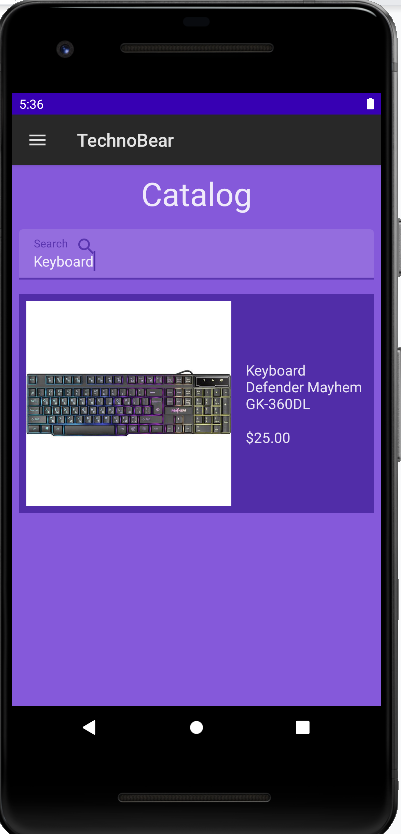 5:36
TechnoBear
Catalog
Search
Keyboard
Keyboard
Defender Mayhem
GK-360DL
$25.00